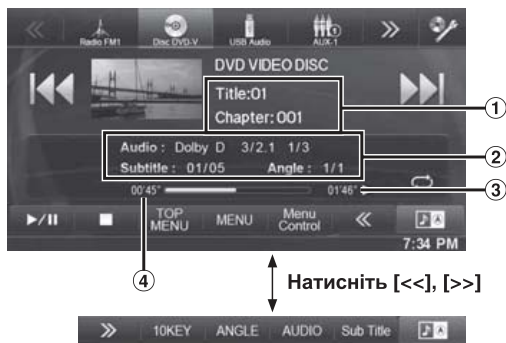 Radio FM1 Disc DVD-V USB Audio AUX-1
DVD VIDEO DISC
Title:01
Chapter: 001
1
Audio : Dolby D 3/2.1 1/3
2
Subtitle : 01/05 Angle : 1/1
00'45" 01'46"
3
TOP MENU MENU Menu Control
7:34 PM
4
Натисніть [<<], [>>]
10KEY ANGLE AUDIO Sub Title